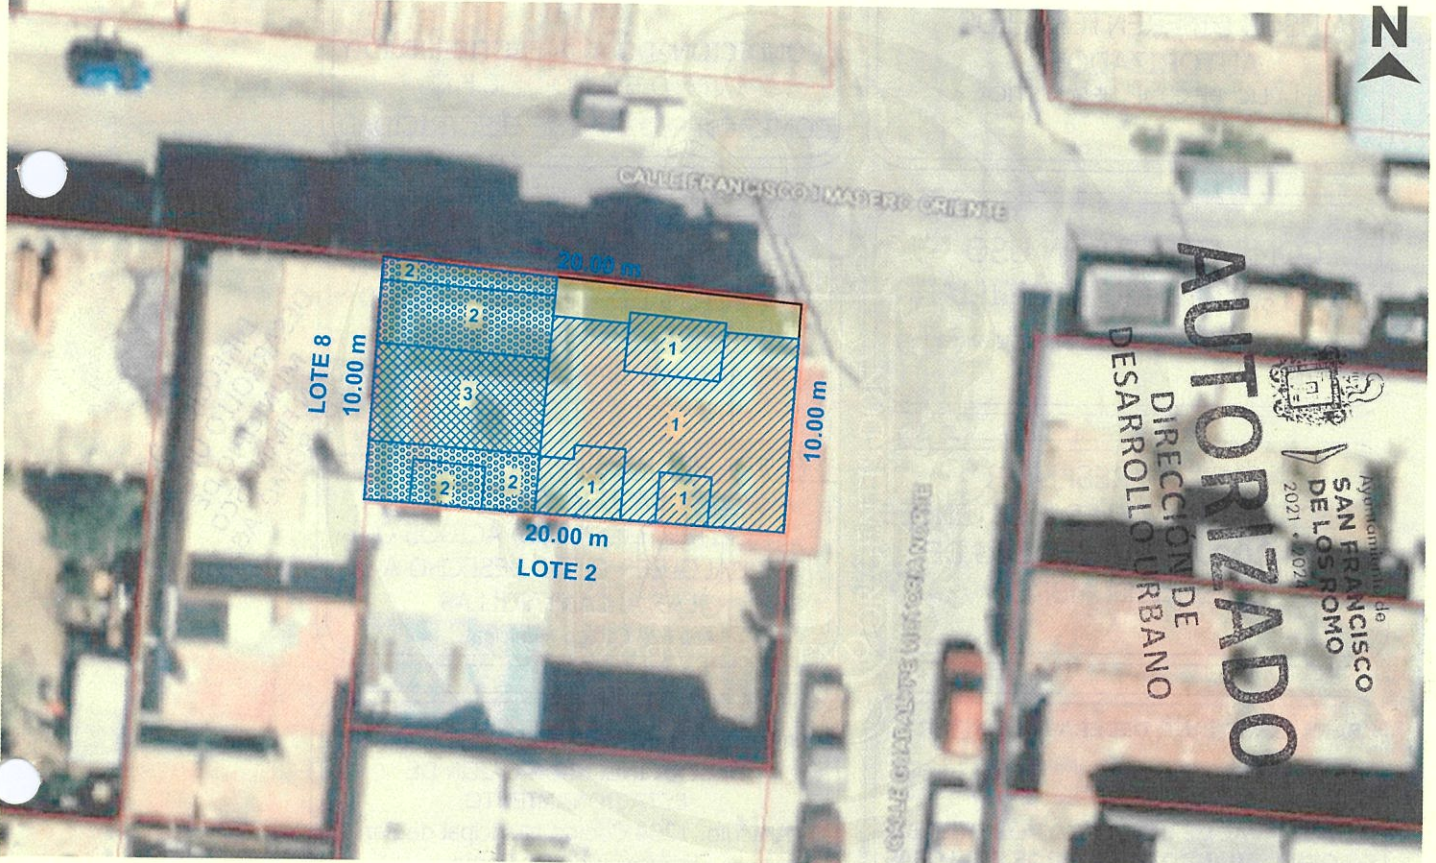 N
CALLE FRANCISCO I MADERO ORIENTE
20.00 m
2
2
3
2
2
1
1
1
1
LOTE 8
10.00 m
10.00 m
20.00 m
LOTE 2
AUTORIZADO
DIRECCIÓN DE
DESARROLLO URBANO
Ayuntamiento de
SAN FRANCISCO
DE LOS ROMO
2021 - 2024